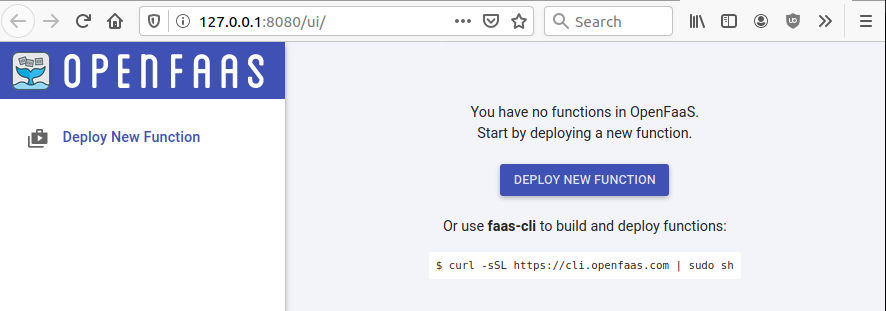 127.0.0.1:8080/ui/
Search
OPENFAAS
Deploy New Function
You have no functions in OpenFaaS.
Start by deploying a new function.
DEPLOY NEW FUNCTION
Or use faas-cli to build and deploy functions:
$ curl -sSL https://cli.openfaas.com | sudo sh